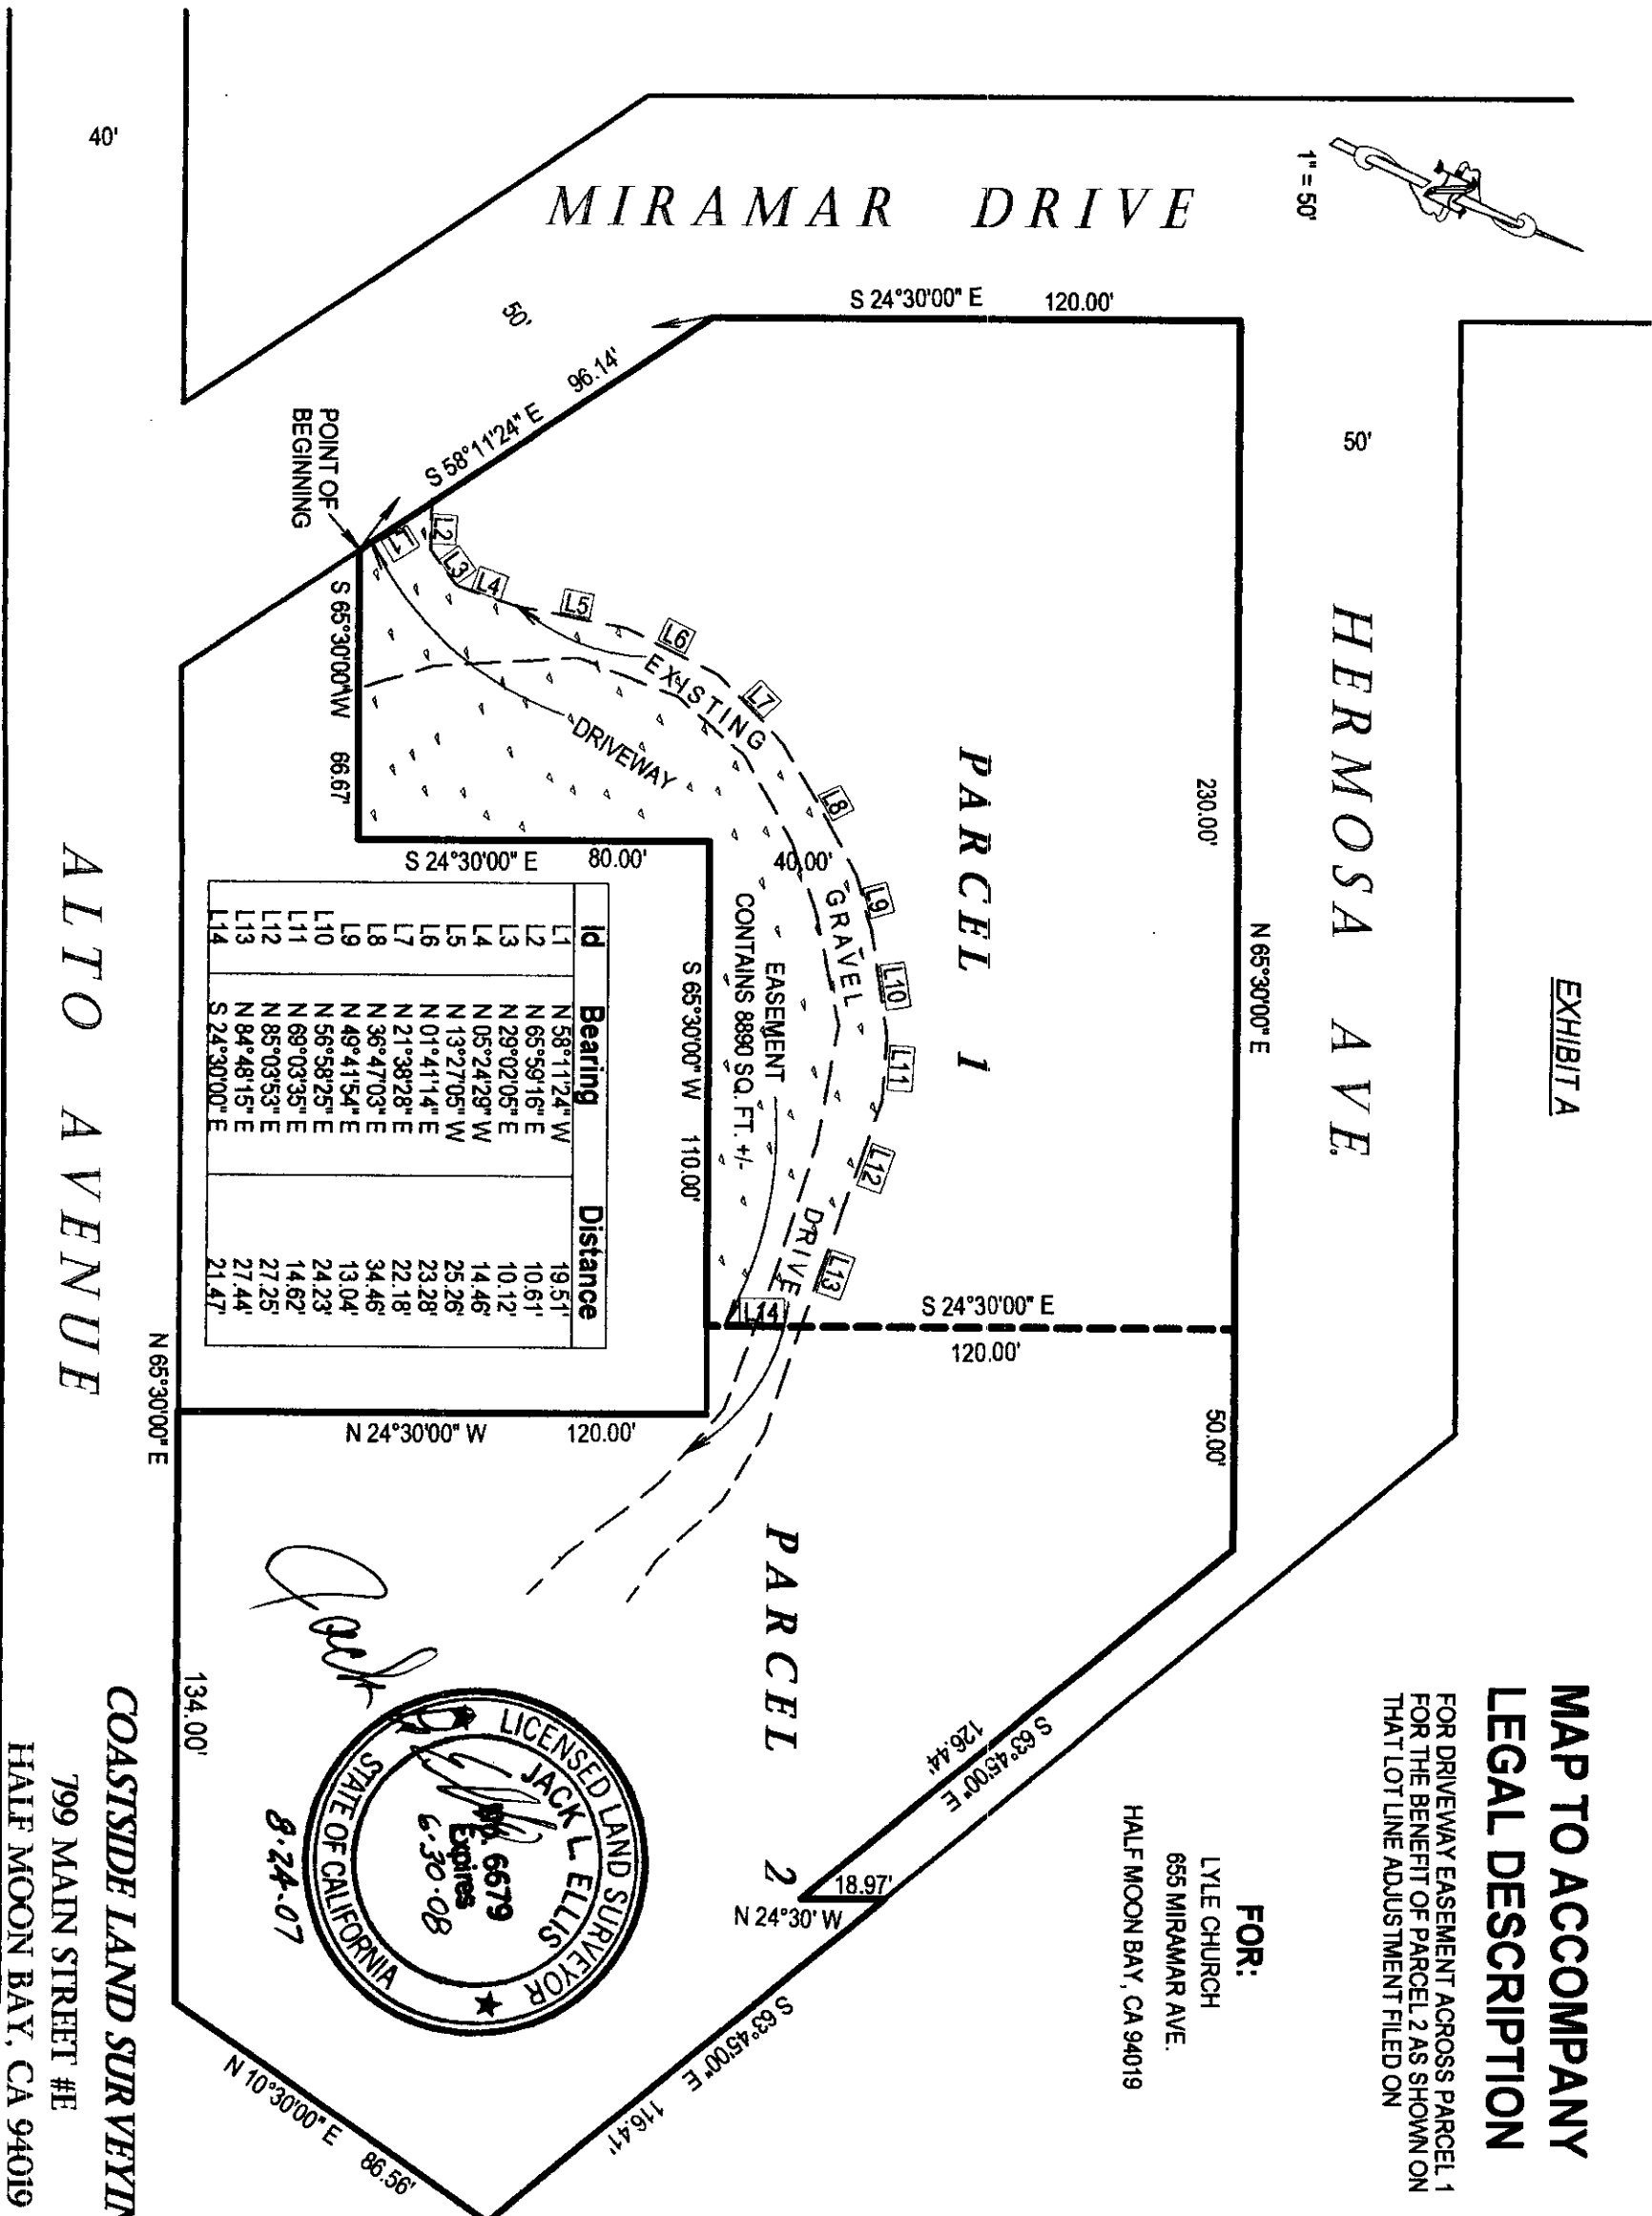 EXHIBIT A
MAP TO ACCOMPANY
LEGAL DESCRIPTION
FOR DRIVEWAY EASEMENT ACROSS PARCEL 1
FOR THE BENEFIT OF PARCEL 2 AS SHOWN ON
THAT LOT LINE ADJUSTMENT FILED ON
FOR:
LYLE CHURCH
655 MIRAMAR AVE.
HALF MOON BAY, CA 94019
1" = 50'
HERMOSA AVE.
50'
MIRAMAR DRIVE
50'
40'
N 65°30'00" E
230.00'
50.00'
S 24°30'00" E
120.00'
S 58°11'24" E
96.14'
POINT OF
BEGINNING
S 65°30'00" W 66.67'
S 24°30'00" E
80.00'
40.00'
S 65°30'00" W 110.00'
S 24°30'00" E
120.00'
N 24°30'00" W
120.00'
S 63°45'00" E
126.44'
18.97'
N 24°30' W
S 63°45'00" E
116.41'
N 10°30'00" E
86.56'
N 65°30'00" E
134.00'
PARCEL 1
PARCEL 2
EXISTING
GRAVEL
DRIVE
DRIVEWAY
EASEMENT
CONTAINS 8890 SQ. FT. +/-
L1
L2
L3
L4
L5
L6
L7
L8
L9
L10
L11
L12
L13
L14
Id Bearing Distance
L1 N 58°11'24" W 19.51'
L2 N 65°59'16" E 10.61'
L3 N 29°02'05" E 10.12'
L4 N 05°24'29" W 14.46'
L5 N 13°27'05" W 25.26'
L6 N 01°41'14" E 23.28'
L7 N 21°38'28" E 22.18'
L8 N 36°47'03" E 34.46'
L9 N 49°41'54" E 13.04'
L10 N 56°58'25" E 24.23'
L11 N 69°03'35" E 14.62'
L12 N 85°03'53" E 27.25'
L13 N 84°48'15" E 27.44'
L14 S 24°30'00" E 21.47'
ALTO AVENUE
Jack
LICENSED LAND SURVEYOR
JACK L. ELLIS
6679
Expires
6-30-08
STATE OF CALIFORNIA
8-24-07
COASTSIDE LAND SURVEYIN
799 MAIN STREET #E
HALF MOON BAY, CA 94019